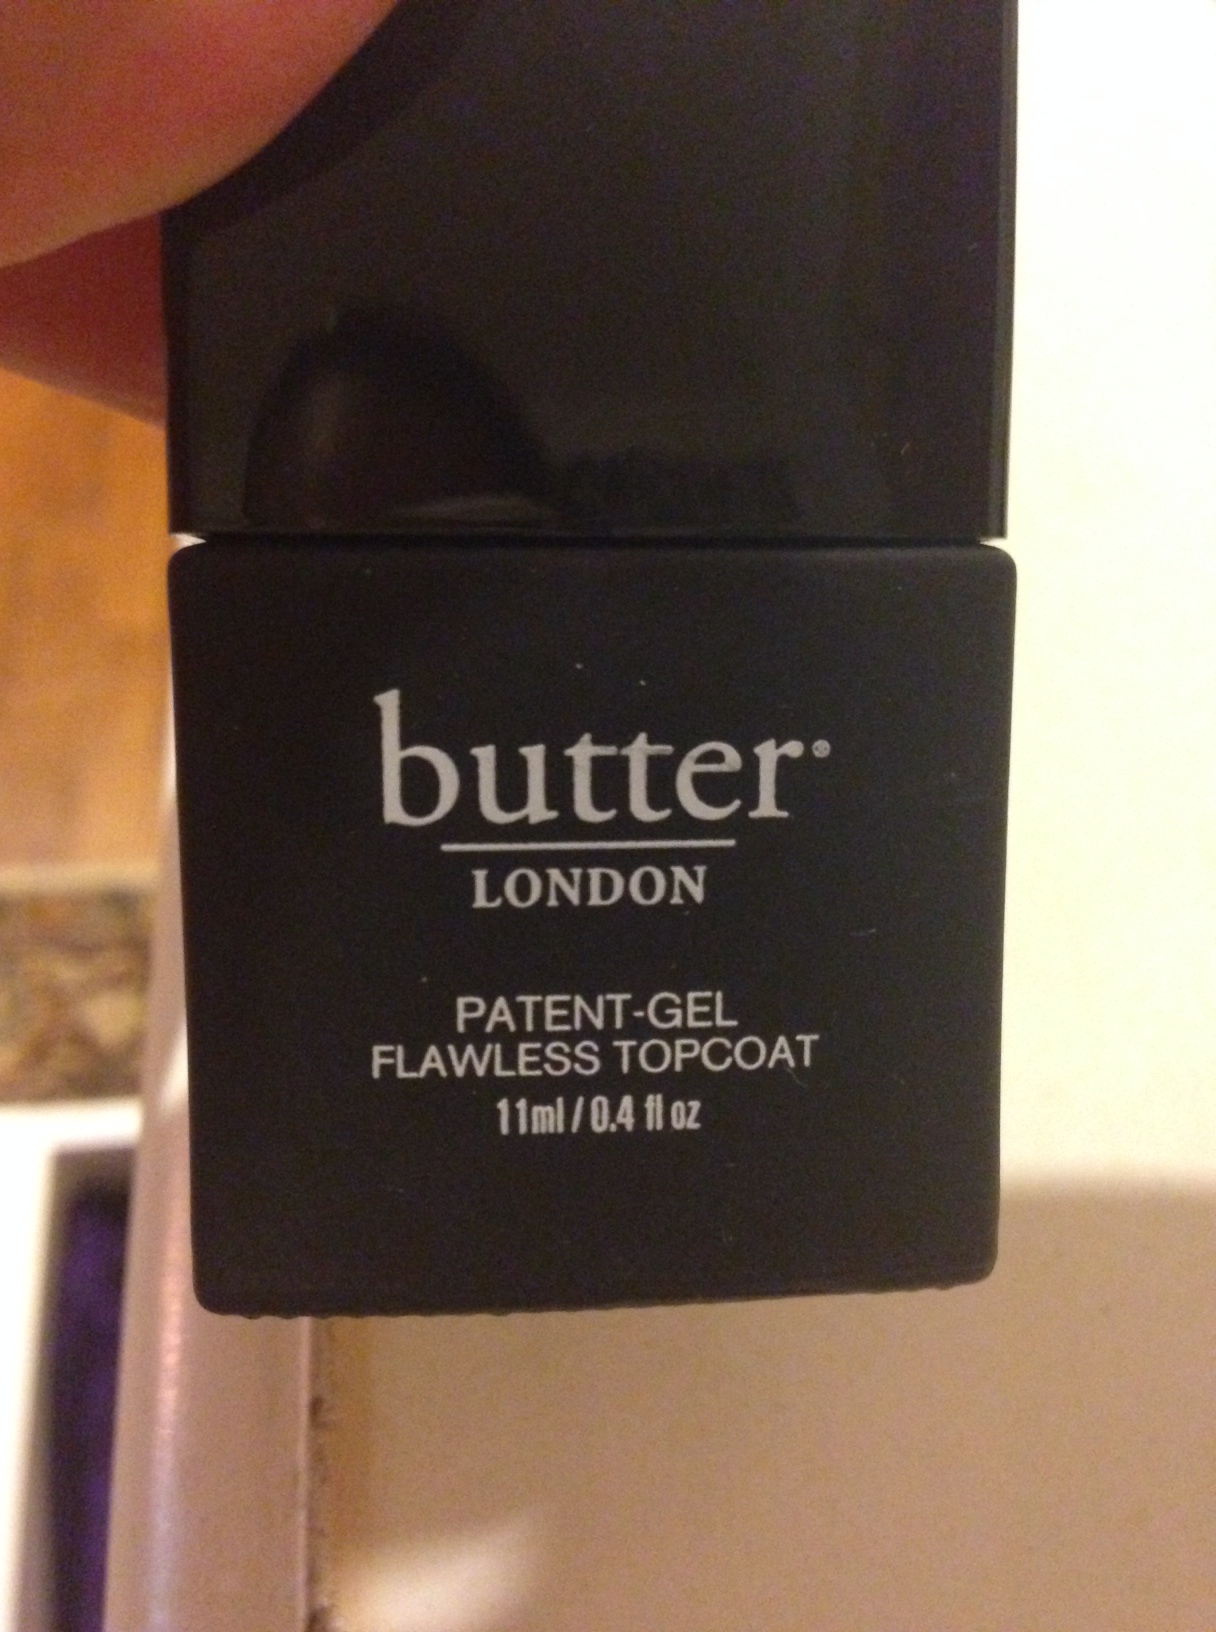 butter®
LONDON
PATENT-GEL
FLAWLESS TOPCOAT
11ml / 0.4 fl oz